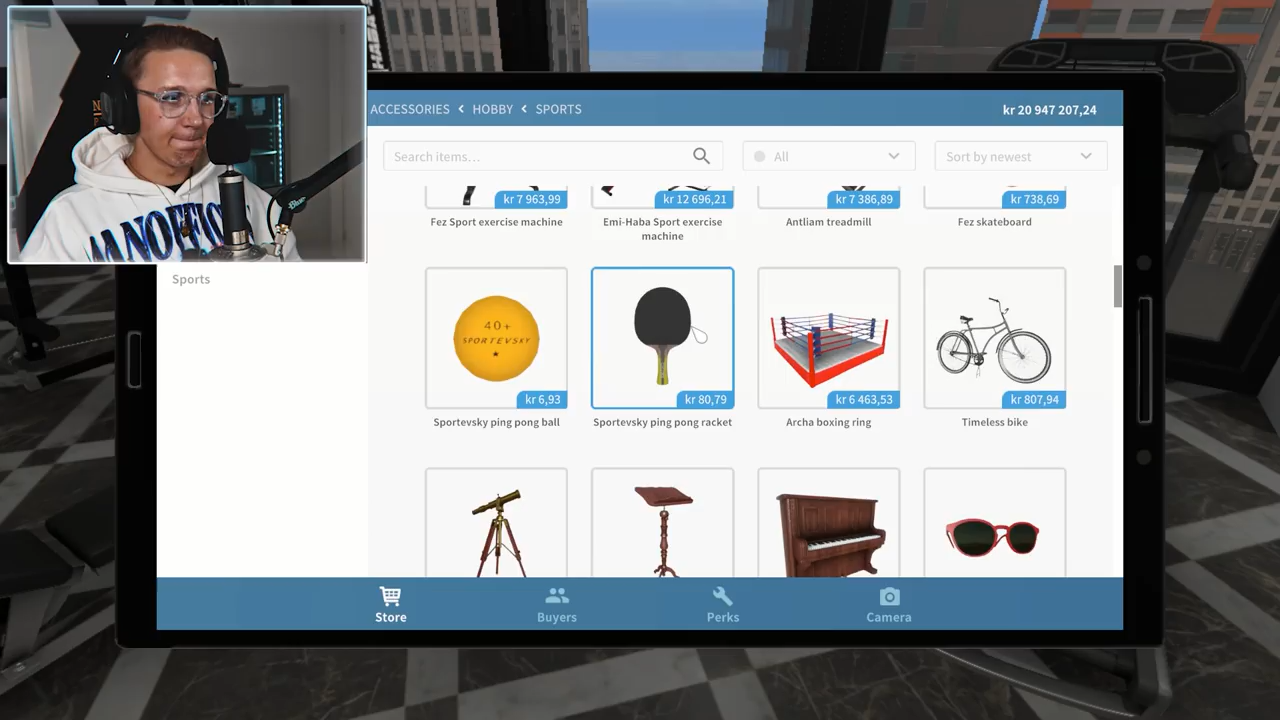 ACCESSORIES < HOBBY < SPORTS
kr 20 947 207,24
Search items...
All
Sort by newest
kr 7 963,99
kr 12 696,21
kr 7 386,89
kr 738,69
Fez Sport exercise machine
Emi-Haba Sport exercise
machine
Antliam treadmill
Fez skateboard
Sports
40+
SPORTEVSKY
kr 6,93
kr 80,79
kr 6 463,53
kr 807,94
Sportevsky ping pong ball
Sportevsky ping pong racket
Archa boxing ring
Timeless bike
Store
Buyers
Perks
Camera